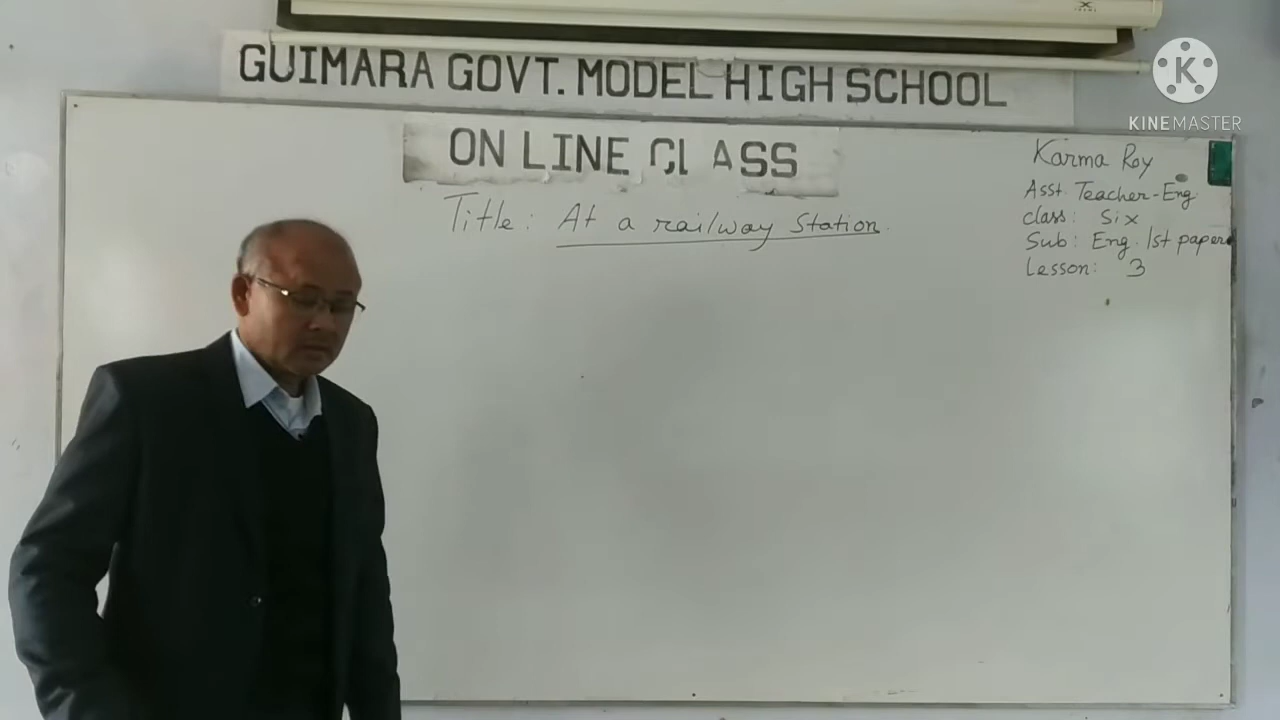 GUIMARA GOVT. MODEL HIGH SCHOOL
KINEMASTER
ON LINE CLASS
Title: At a railway Station.
Karma Roy
Asst. Teacher-Eng.
class: Six
Sub: Eng. 1st paper
Lesson: 3